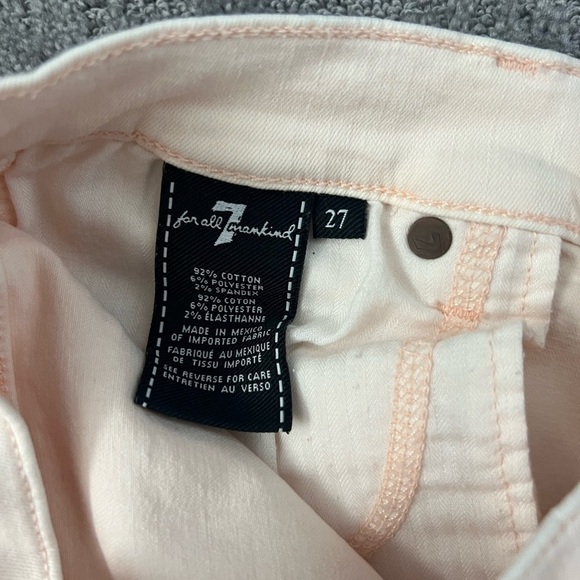 for all 7 mankind
27
92% COTTON
6% POLYESTER
2% SPANDEX
92% COTON
6% POLYESTER
2% ÉLASTHANNE
MADE IN MEXICO
OF IMPORTED FABRIC
FABRIQUÉ AU MEXIQUE
DE TISSU IMPORTÉ
SEE REVERSE FOR CARE
ENTRETIEN AU VERSO